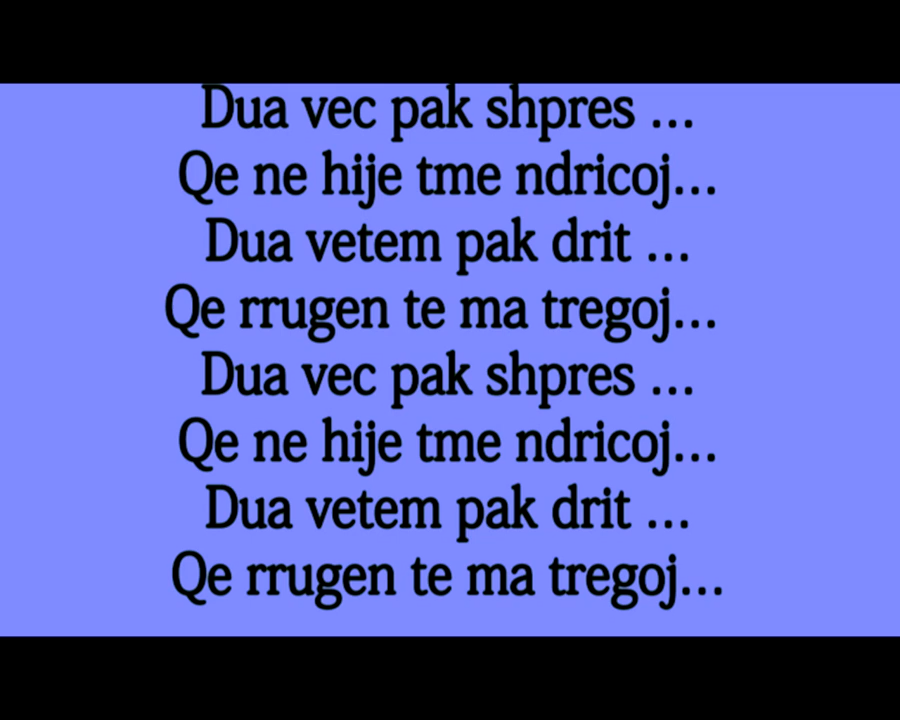 Dua vec pak shpres ...
Qe ne hije tme ndricoj...
Dua vetem pak drit ...
Qe rrugen te ma tregoj...
Dua vec pak shpres ...
Qe ne hije tme ndricoj...
Dua vetem pak drit ...
Qe rrugen te ma tregoj...